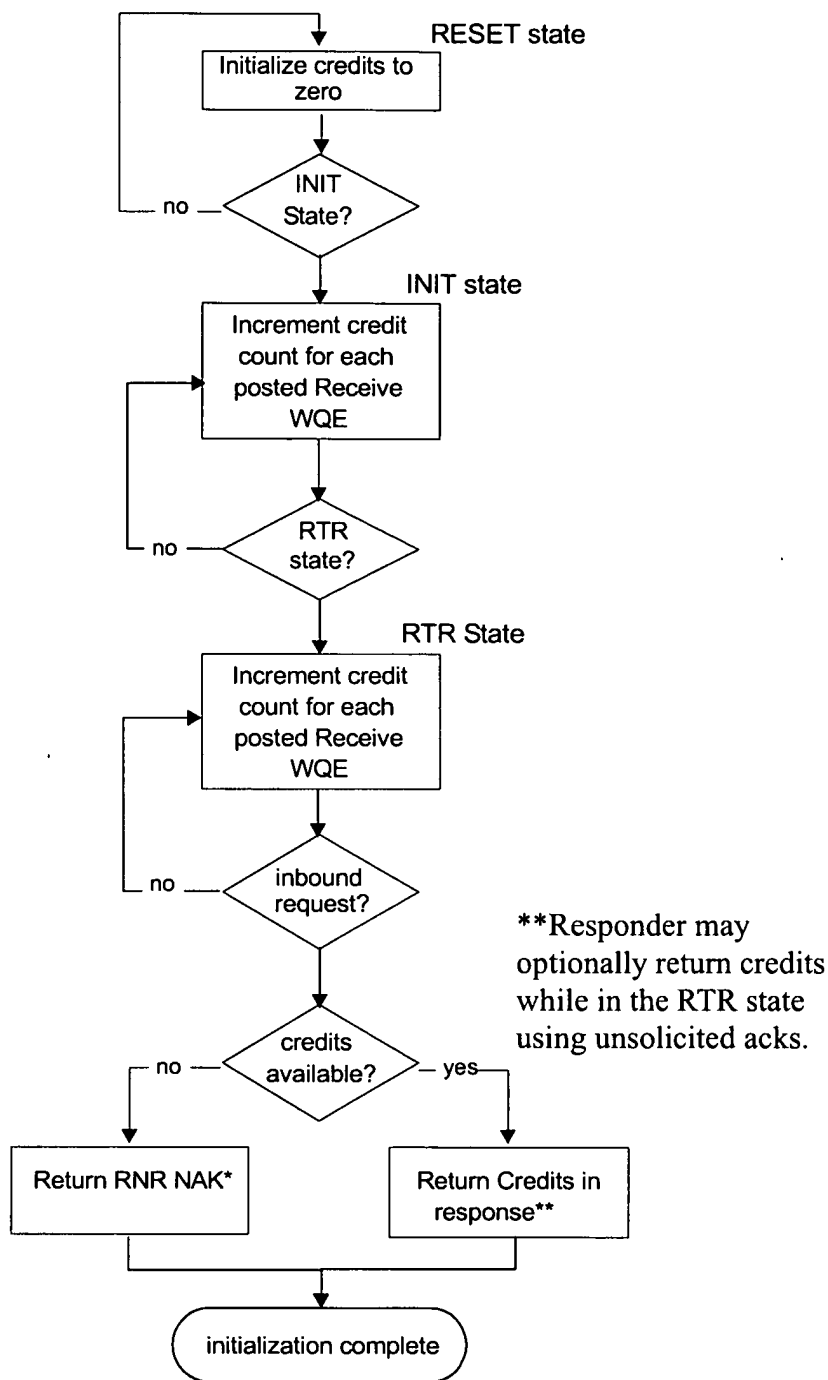 RESET state
Initialize credits to
zero
INIT
State?
no
INIT state
Increment credit
count for each
posted Receive
WQE
RTR
state?
no
RTR State
Increment credit
count for each
posted Receive
WQE
inbound
request?
no
**Responder may
optionally return credits
while in the RTR state
using unsolicited acks.
credits
available?
no
yes
Return RNR NAK*
Return Credits in
response**
initialization complete